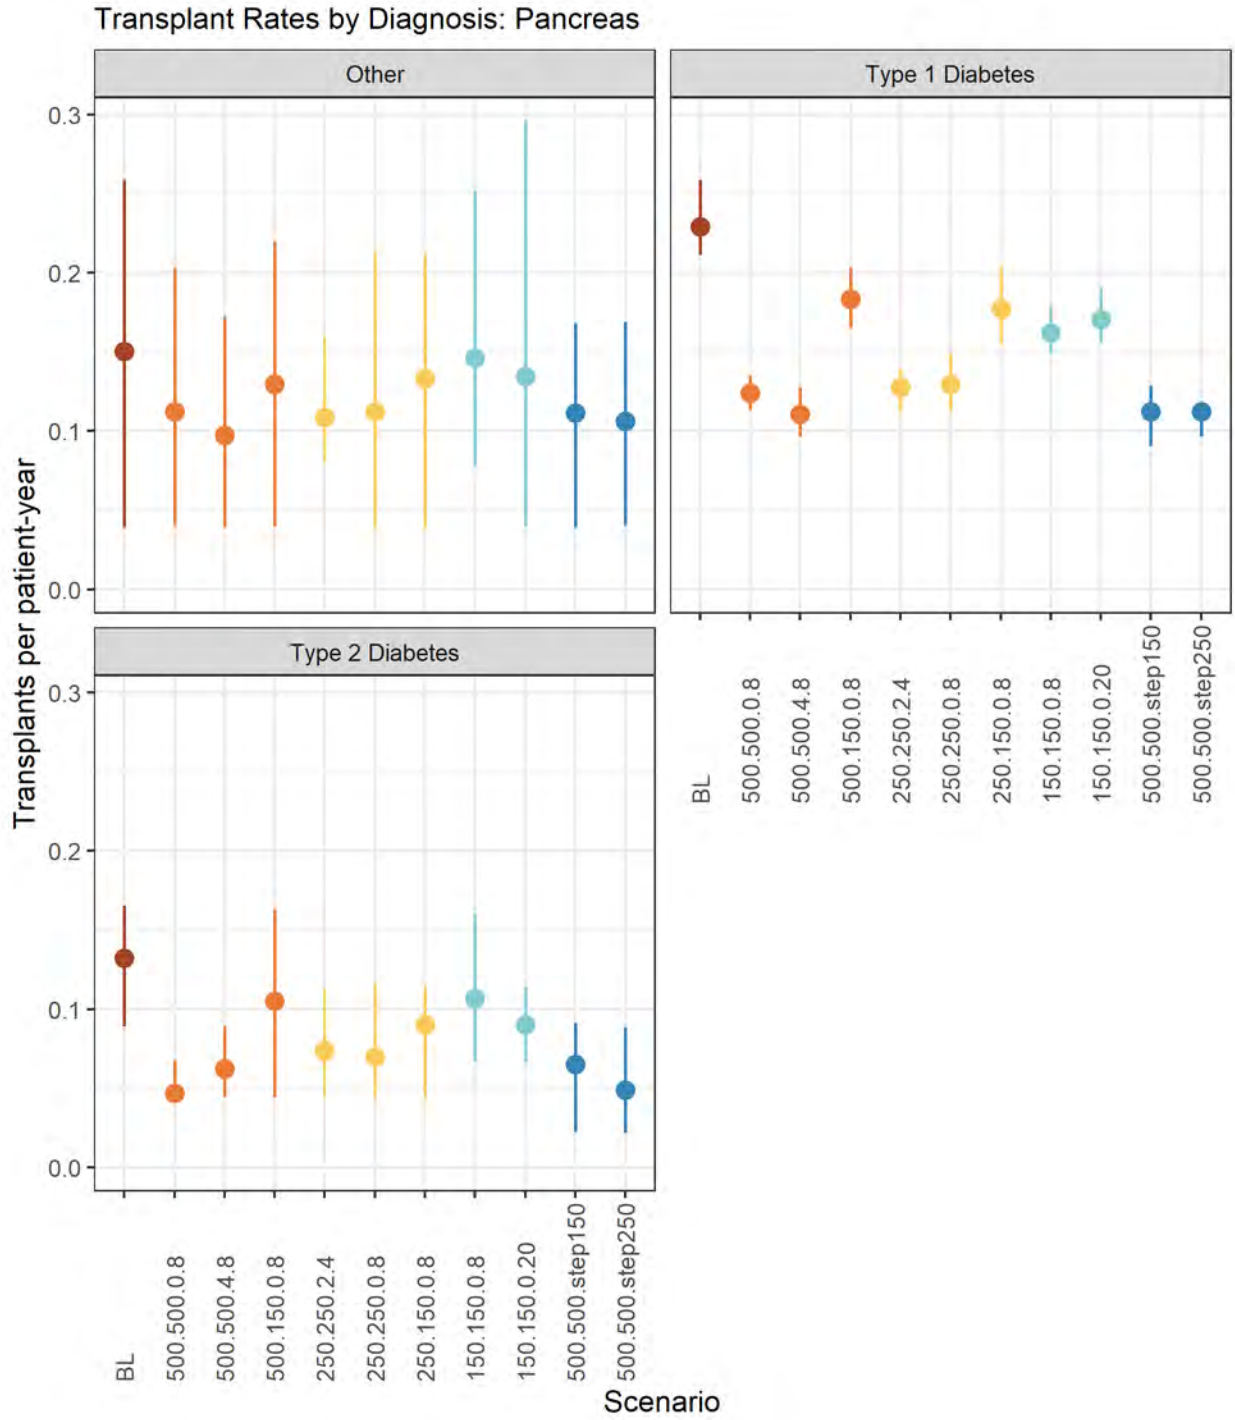 Transplant Rates by Diagnosis: Pancreas
Other
Type 1 Diabetes
0.3
0.2
0.1
0.0
BL
500.500.0.8
500.500.4.8
500.150.0.8
250.250.2.4
250.250.0.8
250.150.0.8
150.150.0.8
150.150.0.20
500.500.step150
500.500.step250
Transplants per patient-year
Type 2 Diabetes
0.3
0.2
0.1
0.0
BL
500.500.0.8
500.500.4.8
500.150.0.8
250.250.2.4
250.250.0.8
250.150.0.8
150.150.0.8
150.150.0.20
500.500.step150
500.500.step250
Scenario